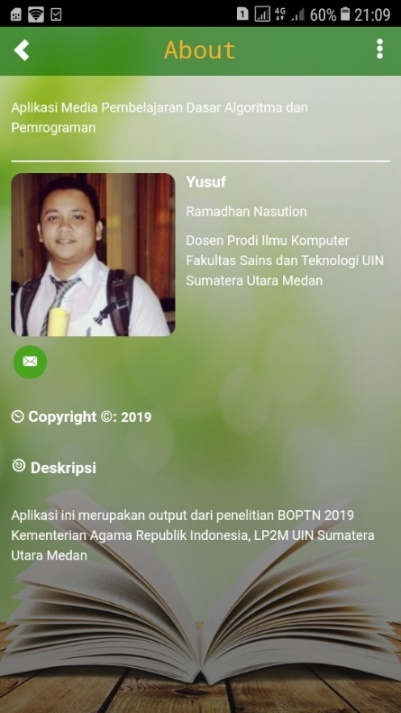 1 4G 60% 21:09
About
Aplikasi Media Pembelajaran Dasar Algoritma dan
Pemrograman
Yusuf
Ramadhan Nasution
Dosen Prodi Ilmu Komputer
Fakultas Sains dan Teknologi UIN
Sumatera Utara Medan
Copyright ©: 2019
Deskripsi
Aplikasi ini merupakan output dari penelitian BOPTN 2019
Kementerian Agama Republik Indonesia, LP2M UIN Sumatera
Utara Medan